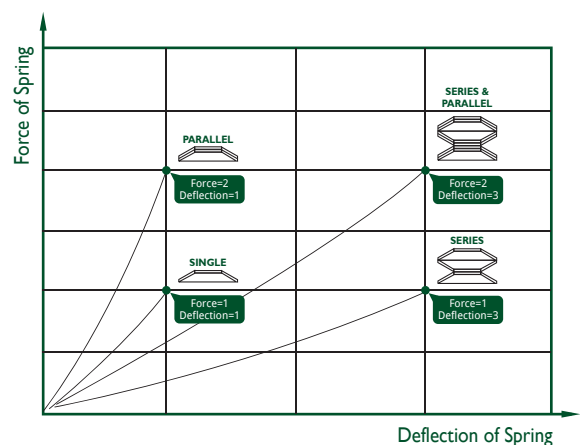 Force of Spring
SERIES &
PARALLEL
PARALLEL
Force=2
Deflection=1
Force=2
Deflection=3
SINGLE
SERIES
Force=1
Deflection=1
Force=1
Deflection=3
Deflection of Spring